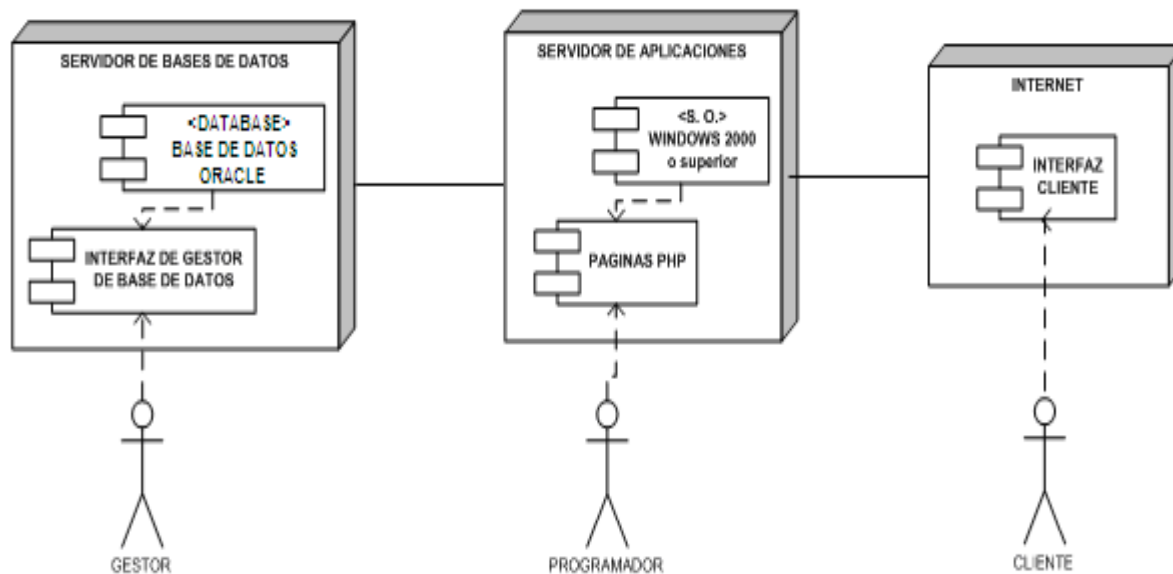 SERVIDOR DE BASES DE DATOS
<DATABASE>
BASE DE DATOS
ORACLE
INTERFAZ DE GESTOR
DE BASE DE DATOS
GESTOR
SERVIDOR DE APLICACIONES
<S. O.>
WINDOWS 2000
o superior
PAGINAS PHP
PROGRAMADOR
INTERNET
INTERFAZ
CLIENTE
CLIENTE